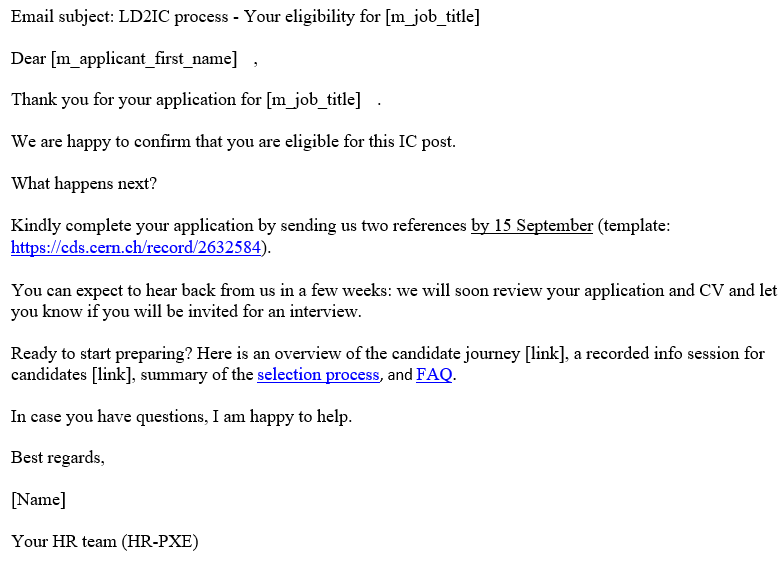 Email subject: LD2IC process - Your eligibility for [m_job_title]
Dear [m_applicant_first_name] ,
Thank you for your application for [m_job_title] .
We are happy to confirm that you are eligible for this IC post.
What happens next?
Kindly complete your application by sending us two references by 15 September (template:
https://cds.cern.ch/record/2632584).
You can expect to hear back from us in a few weeks: we will soon review your application and CV and let
you know if you will be invited for an interview.
Ready to start preparing? Here is an overview of the candidate journey [link], a recorded info session for
candidates [link], summary of the selection process, and FAQ.
In case you have questions, I am happy to help.
Best regards,
[Name]
Your HR team (HR-PXE)